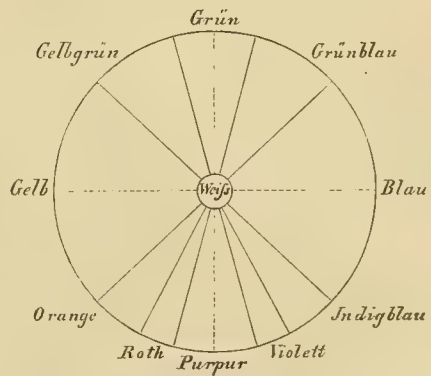 Grün
Gelbgrün
Grünblau
Gelb
Weiſs
Blau
Orange
Indigblau
Roth
Violett
Purpur